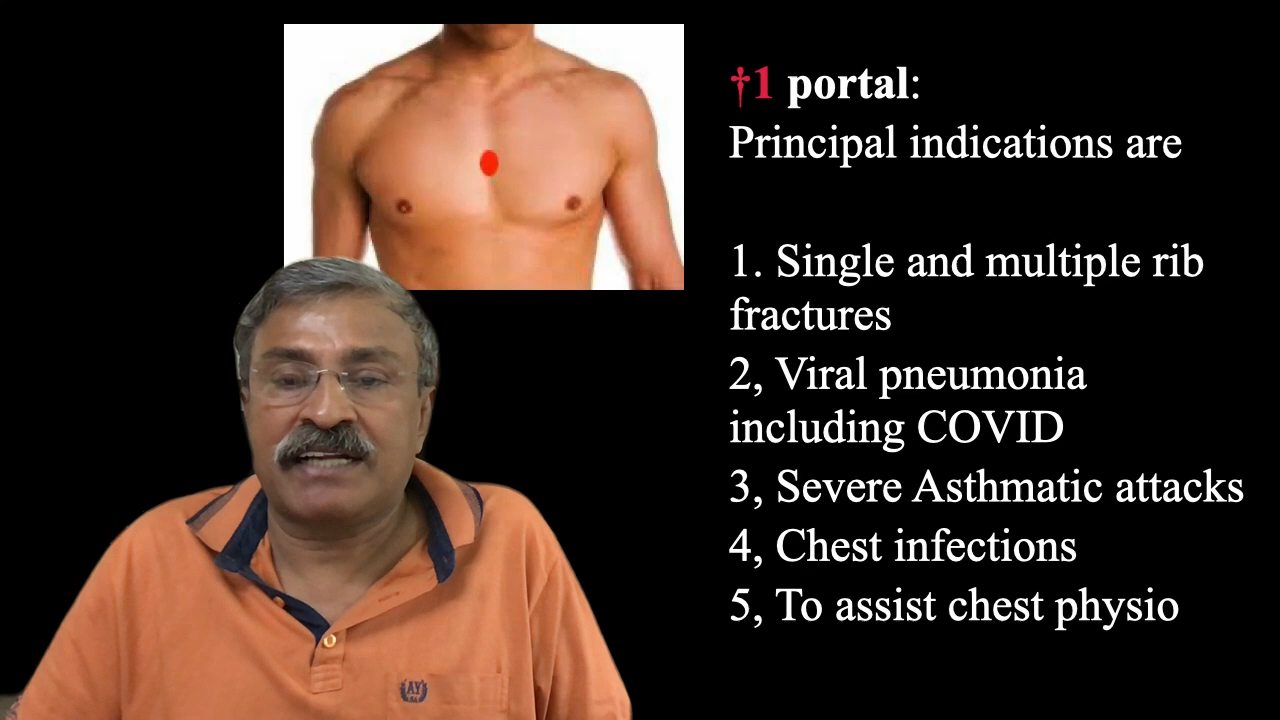 †1 portal:
Principal indications are
1. Single and multiple rib
fractures
2, Viral pneumonia
including COVID
3, Severe Asthmatic attacks
4, Chest infections
5, To assist chest physio
AY